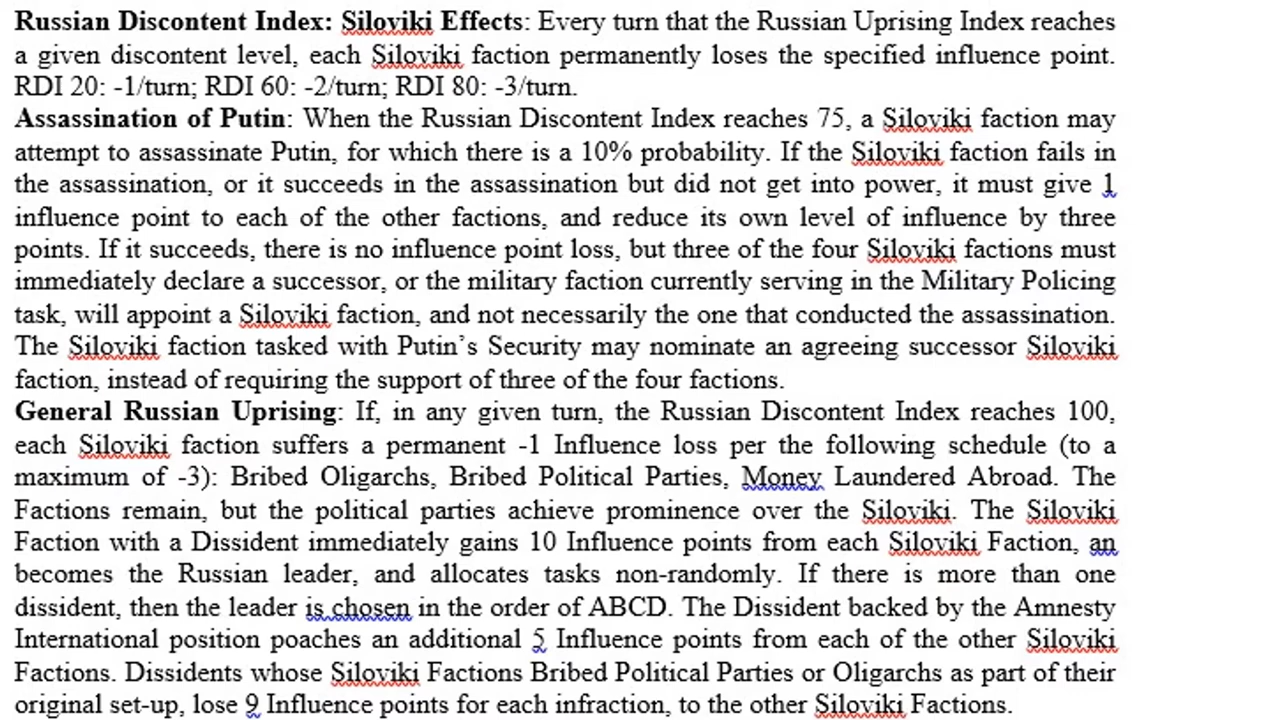 Russian Discontent Index: Siloviki Effects: Every turn that the Russian Uprising Index reaches
a given discontent level, each Siloviki faction permanently loses the specified influence point.
RDI 20: -1/turn; RDI 60: -2/turn; RDI 80: -3/turn.
Assassination of Putin: When the Russian Discontent Index reaches 75, a Siloviki faction may
attempt to assassinate Putin, for which there is a 10% probability. If the Siloviki faction fails in
the assassination, or it succeeds in the assassination but did not get into power, it must give 1
influence point to each of the other factions, and reduce its own level of influence by three
points. If it succeeds, there is no influence point loss, but three of the four Siloviki factions must
immediately declare a successor, or the military faction currently serving in the Military Policing
task, will appoint a Siloviki faction, and not necessarily the one that conducted the assassination.
The Siloviki faction tasked with Putin's Security may nominate an agreeing successor Siloviki
faction, instead of requiring the support of three of the four factions.
General Russian Uprising: If, in any given turn, the Russian Discontent Index reaches 100,
each Siloviki faction suffers a permanent -1 Influence loss per the following schedule (to a
maximum of -3): Bribed Oligarchs, Bribed Political Parties, Money Laundered Abroad. The
Factions remain, but the political parties achieve prominence over the Siloviki. The Siloviki
Faction with a Dissident immediately gains 10 Influence points from each Siloviki Faction, an
becomes the Russian leader, and allocates tasks non-randomly. If there is more than one
dissident, then the leader is chosen in the order of ABCD. The Dissident backed by the Amnesty
International position poaches an additional 5 Influence points from each of the other Siloviki
Factions. Dissidents whose Siloviki Factions Bribed Political Parties or Oligarchs as part of their
original set-up, lose 9 Influence points for each infraction, to the other Siloviki Factions.